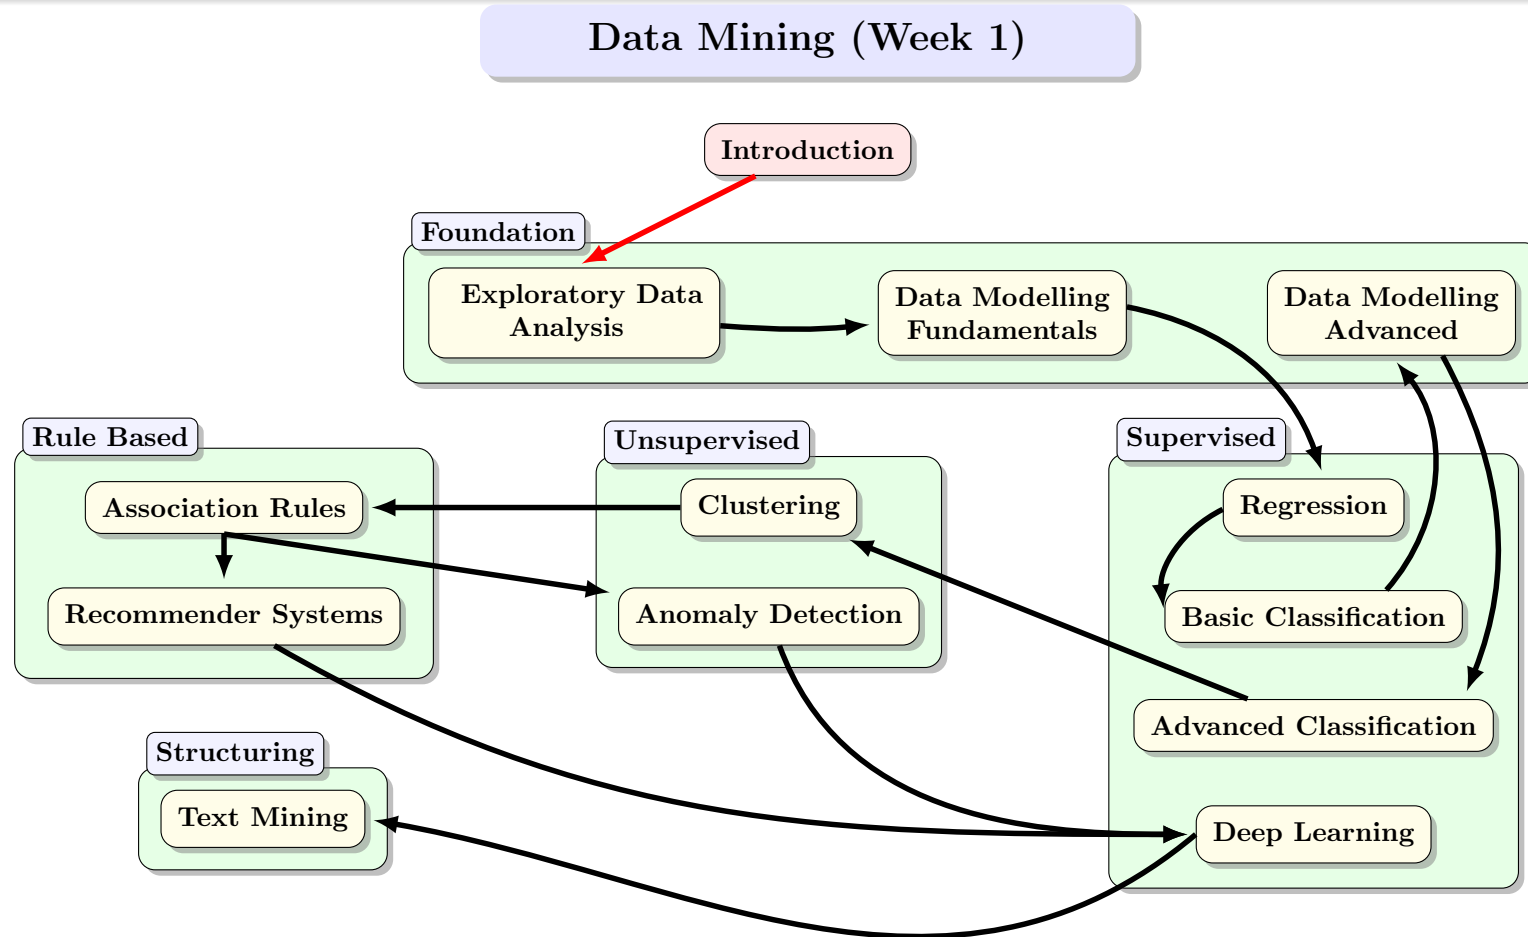 Data Mining (Week 1)
Introduction
Foundation
Exploratory Data
Analysis
Data Modelling
Fundamentals
Data Modelling
Advanced
Rule Based
Association Rules
Recommender Systems
Unsupervised
Clustering
Anomaly Detection
Supervised
Regression
Basic Classification
Advanced Classification
Deep Learning
Structuring
Text Mining